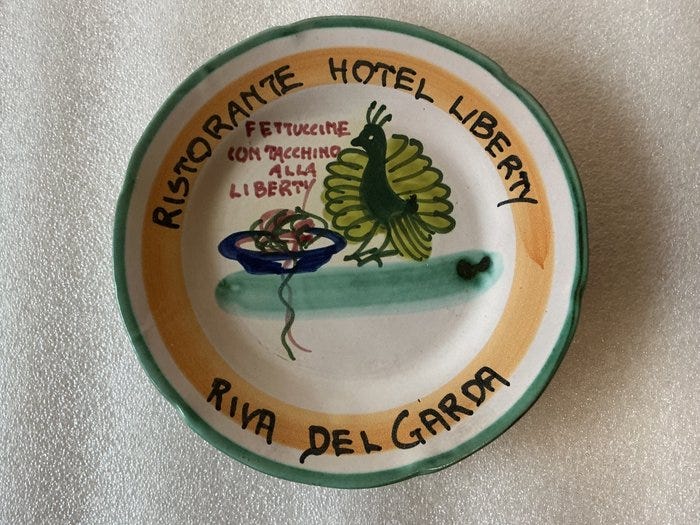 RISTORANTE HOTEL LIBERTY
FETTUCCINE
CON TACCHINO
ALLA
LIBERTY
RIVA DEL GARDA